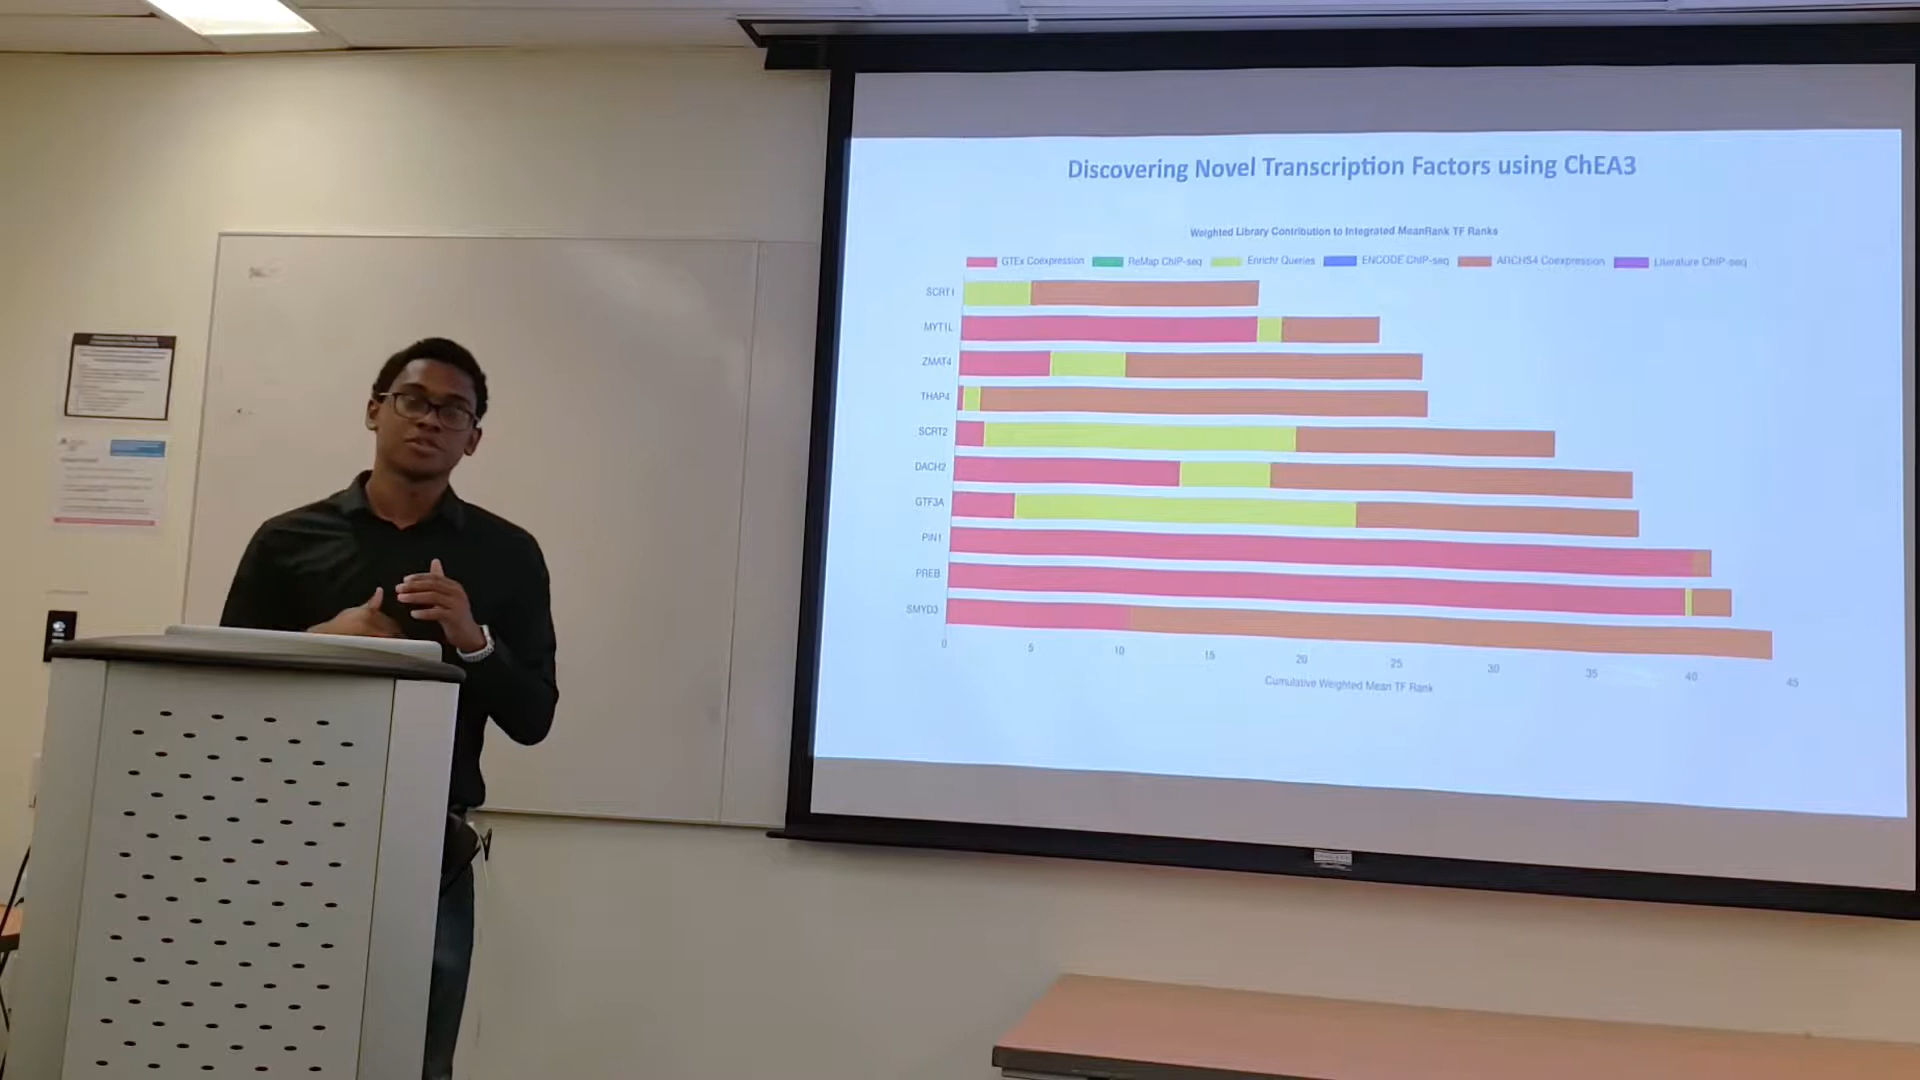 Discovering Novel Transcription Factors using ChEA3
Weighted Library Contribution to Integrated MeanRank TF Ranks
GTEx Coexpression ReMap ChIP-seq Enrichr Queries ENCODE ChIP-seq ARCHS4 Coexpression Literature ChIP-seq
SCRT1
MYT1L
ZMAT4
THAP4
SCRT2
DACH2
GTF3A
PIN1
PREB
SMYD3
0 5 10 15 20 25 30 35 40 45
Cumulative Weighted Mean TF Rank